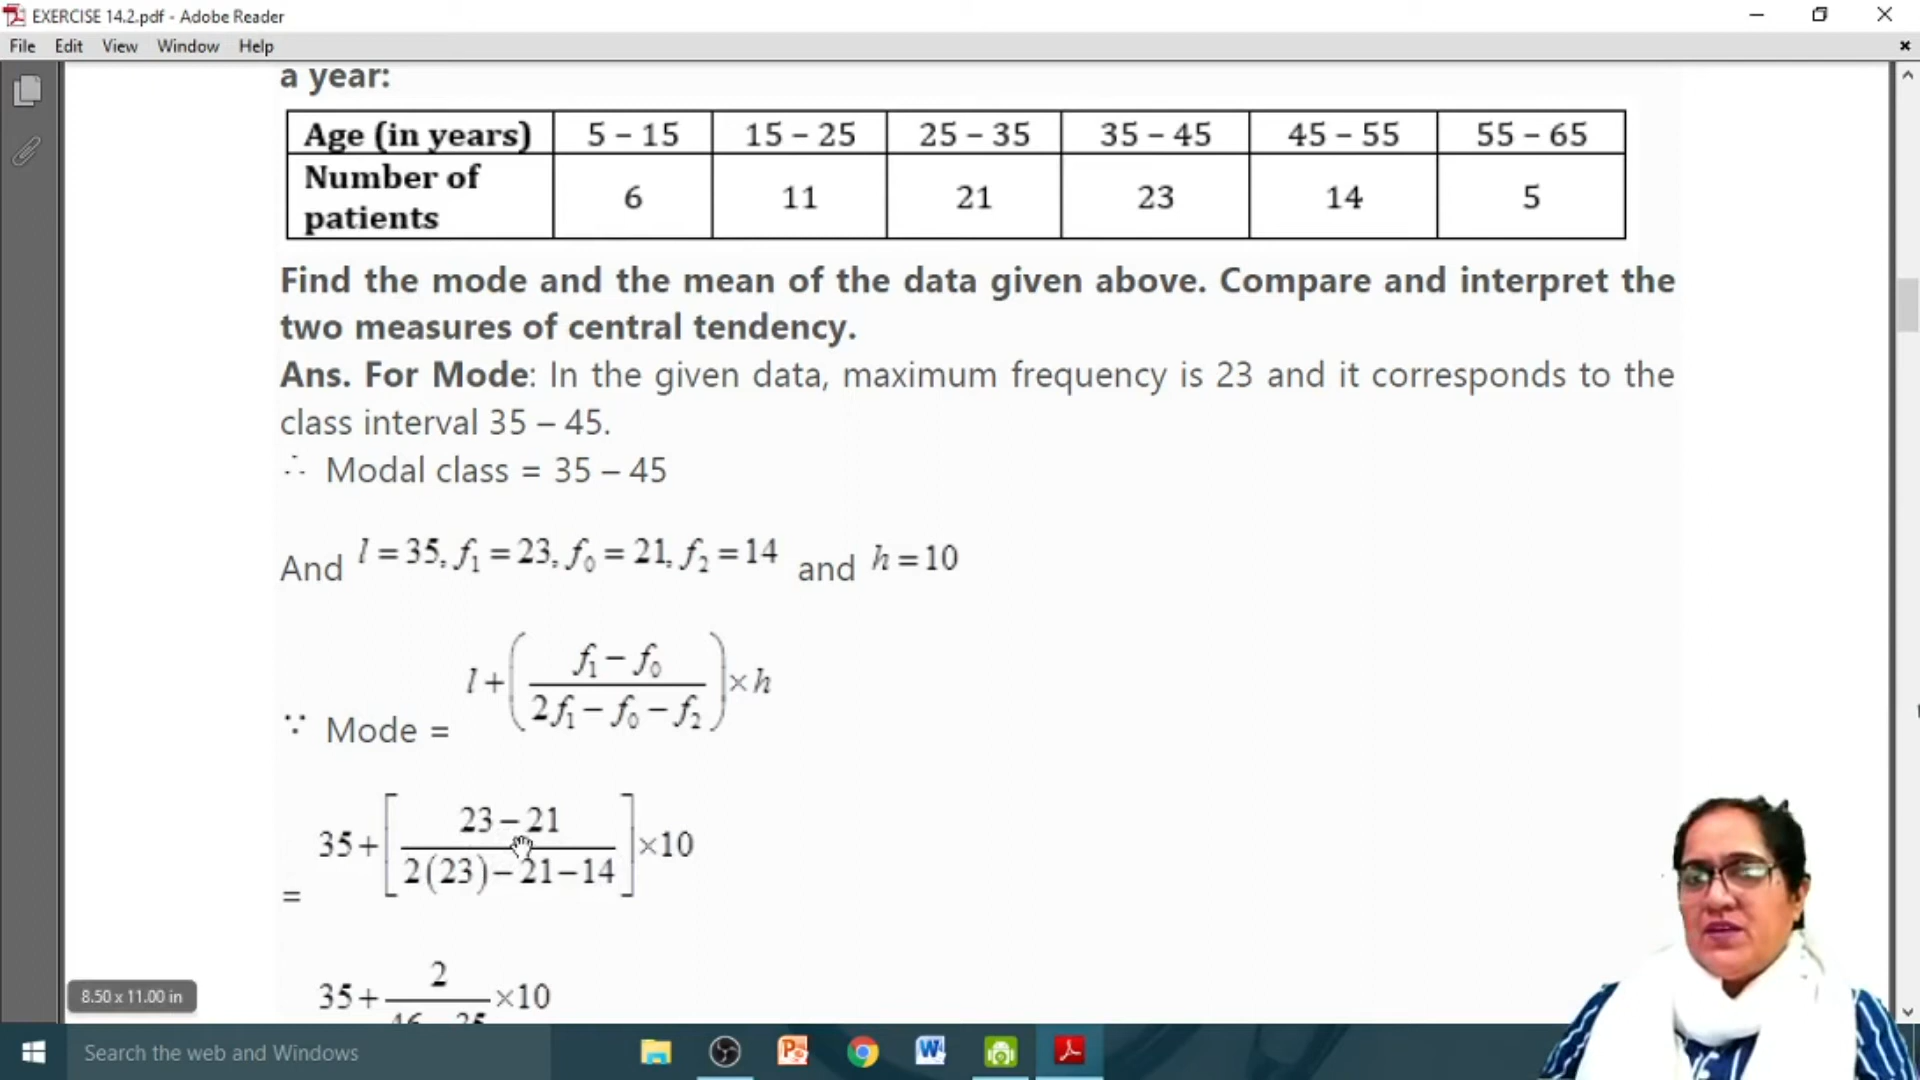 EXERCISE 14.2.pdf - Adobe Reader
File Edit View Window Help
a year:
Age (in years) 5 – 15 15 – 25 25 – 35 35 – 45 45 – 55 55 – 65
Number of patients 6 11 21 23 14 5
Find the mode and the mean of the data given above. Compare and interpret the
two measures of central tendency.
Ans. For Mode: In the given data, maximum frequency is 23 and it corresponds to the
class interval 35 – 45.
∴ Modal class = 35 – 45
And l = 35, f₁ = 23, f₀ = 21, f₂ = 14 and h = 10
∵ Mode = l + ( (f₁ – f₀) / (2f₁ – f₀ – f₂) ) × h
= 35 + [ (23 – 21) / (2(23) – 21 – 14) ] × 10
35 + 2 / (46 – 35) × 10
8.50 x 11.00 in
Search the web and Windows